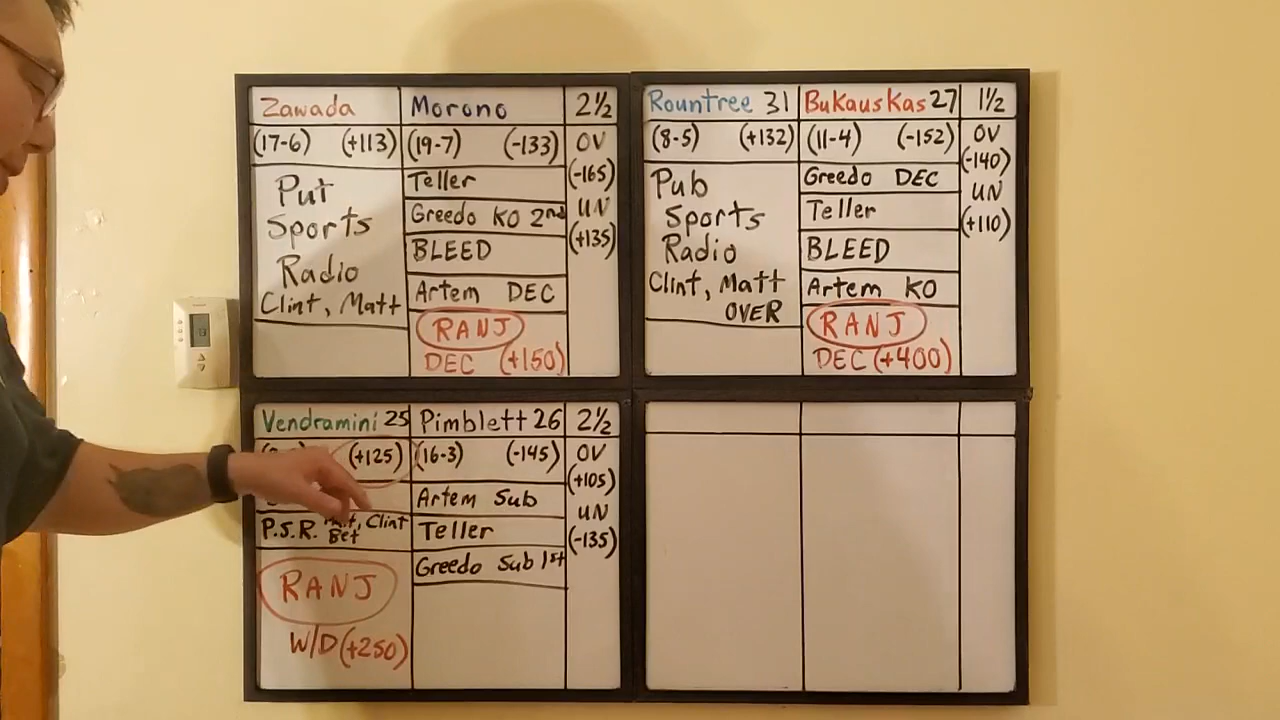 Zawada Morono 2½
(17-6) (+113) (19-7) (-133) OV
(-165)
UN
(+135)
Put
Sports
Radio
Clint, Matt
Teller
Greedo KO 2nd
BLEED
Artem DEC
RANJ
DEC (+150)
Rountree 31 Bukauskas 27 1½
(8-5) (+132) (11-4) (-152) OV
(-140)
UN
(+110)
Pub
Sports
Radio
Clint, Matt
OVER
Greedo DEC
Teller
BLEED
Artem KO
RANJ
DEC (+400)
Vendramini 25 Pimblett 26 2½
(+125) (16-3) (-145) OV
(+105)
UN
(-135)
P.S.R. Clint
Bet
RANJ
W/D (+250)
Artem Sub
Teller
Greedo Sub 1st